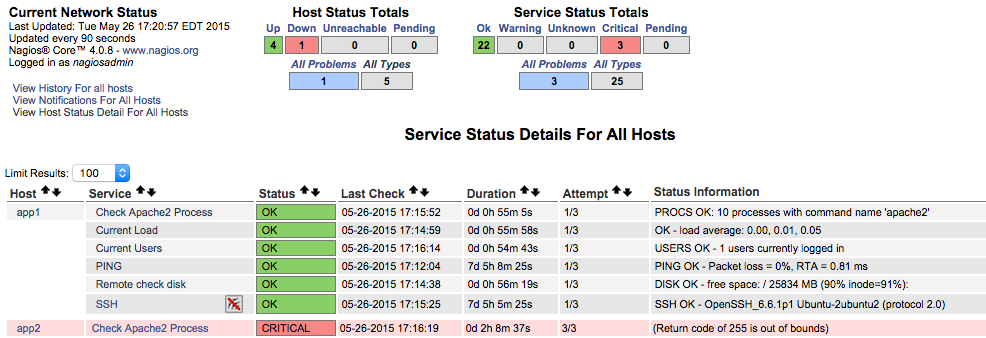 Current Network Status
Last Updated: Tue May 26 17:20:57 EDT 2015
Updated every 90 seconds
Nagios® Core™ 4.0.8 - www.nagios.org
Logged in as nagiosadmin
View History For all hosts
View Notifications For All Hosts
View Host Status Detail For All Hosts
Host Status Totals
Up Down Unreachable Pending
4 1 0 0
All Problems All Types
1 5
Service Status Totals
Ok Warning Unknown Critical Pending
22 0 0 3 0
All Problems All Types
3 25
Service Status Details For All Hosts
Limit Results: 100
Host Service Status Last Check Duration Attempt Status Information
app1 Check Apache2 Process OK 05-26-2015 17:15:52 0d 0h 55m 5s 1/3 PROCS OK: 10 processes with command name 'apache2'
Current Load OK 05-26-2015 17:14:59 0d 0h 55m 58s 1/3 OK - load average: 0.00, 0.01, 0.05
Current Users OK 05-26-2015 17:16:14 0d 0h 54m 43s 1/3 USERS OK - 1 users currently logged in
PING OK 05-26-2015 17:12:04 7d 5h 8m 25s 1/3 PING OK - Packet loss = 0%, RTA = 0.81 ms
Remote check disk OK 05-26-2015 17:14:38 0d 0h 56m 19s 1/3 DISK OK - free space: / 25834 MB (90% inode=91%):
SSH OK 05-26-2015 17:15:25 7d 5h 5m 25s 1/3 SSH OK - OpenSSH_6.6.1p1 Ubuntu-2ubuntu2 (protocol 2.0)
app2 Check Apache2 Process CRITICAL 05-26-2015 17:16:19 0d 2h 8m 37s 3/3 (Return code of 255 is out of bounds)